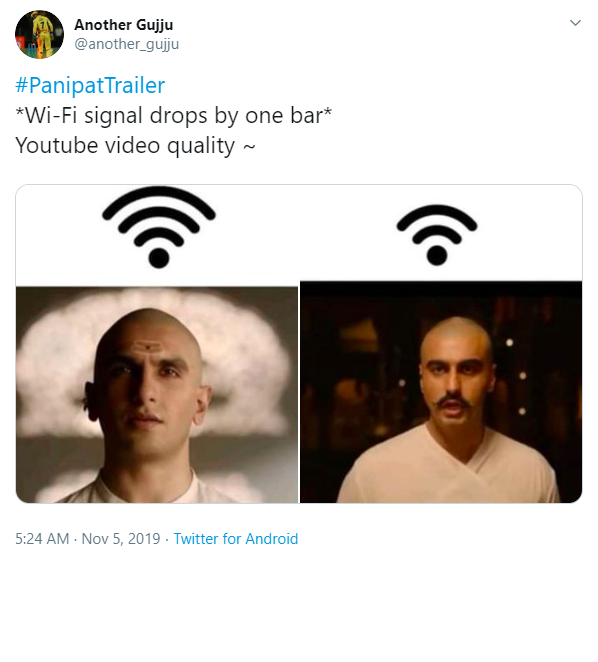 Another Gujju
@another_gujju
#PanipatTrailer
*Wi-Fi signal drops by one bar*
Youtube video quality ~
5:24 AM · Nov 5, 2019 · Twitter for Android